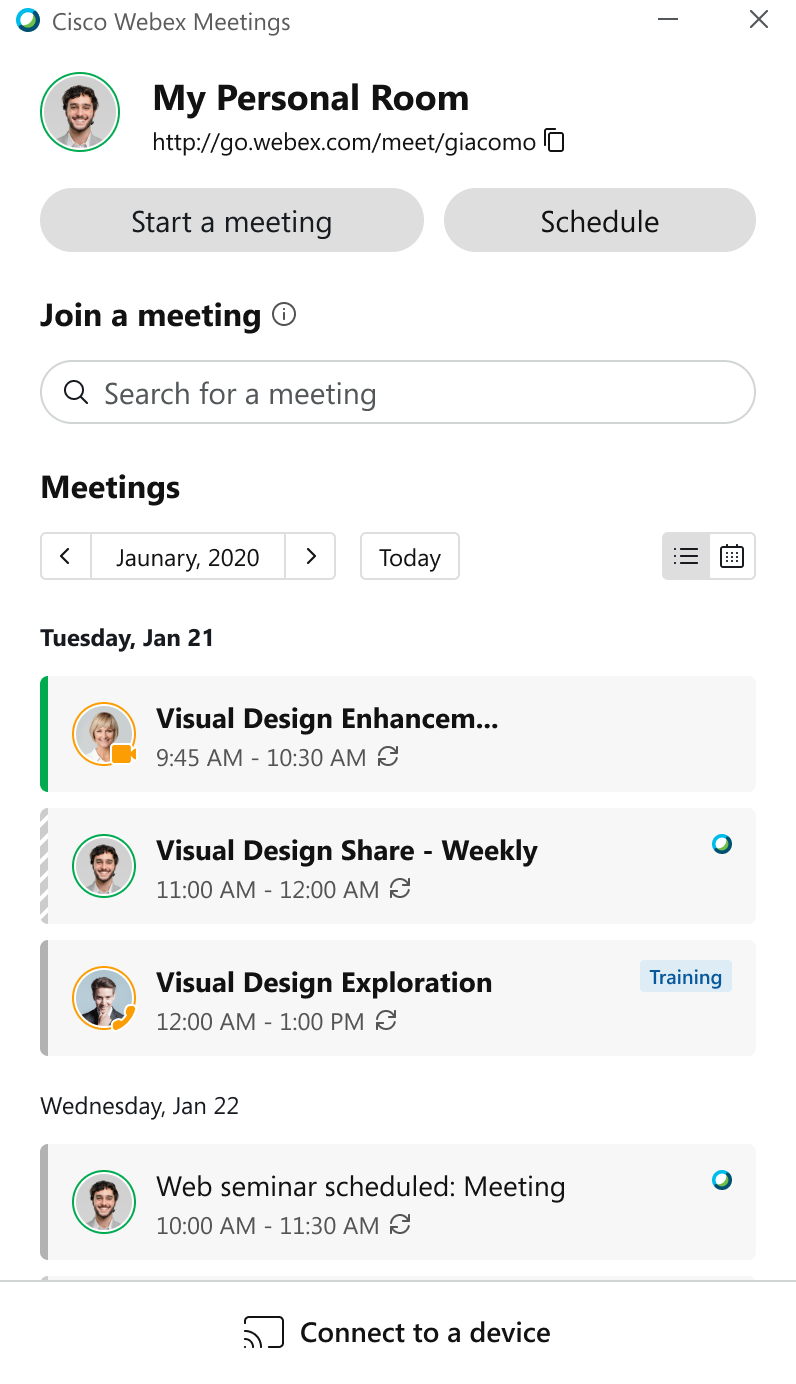 Cisco Webex Meetings
My Personal Room
http://go.webex.com/meet/giacomo
Start a meeting
Schedule
Join a meeting
Search for a meeting
Meetings
Jaunary, 2020
Today
Tuesday, Jan 21
Visual Design Enhancem...
9:45 AM - 10:30 AM
Visual Design Share - Weekly
11:00 AM - 12:00 AM
Visual Design Exploration
Training
12:00 AM - 1:00 PM
Wednesday, Jan 22
Web seminar scheduled: Meeting
10:00 AM - 11:30 AM
Connect to a device